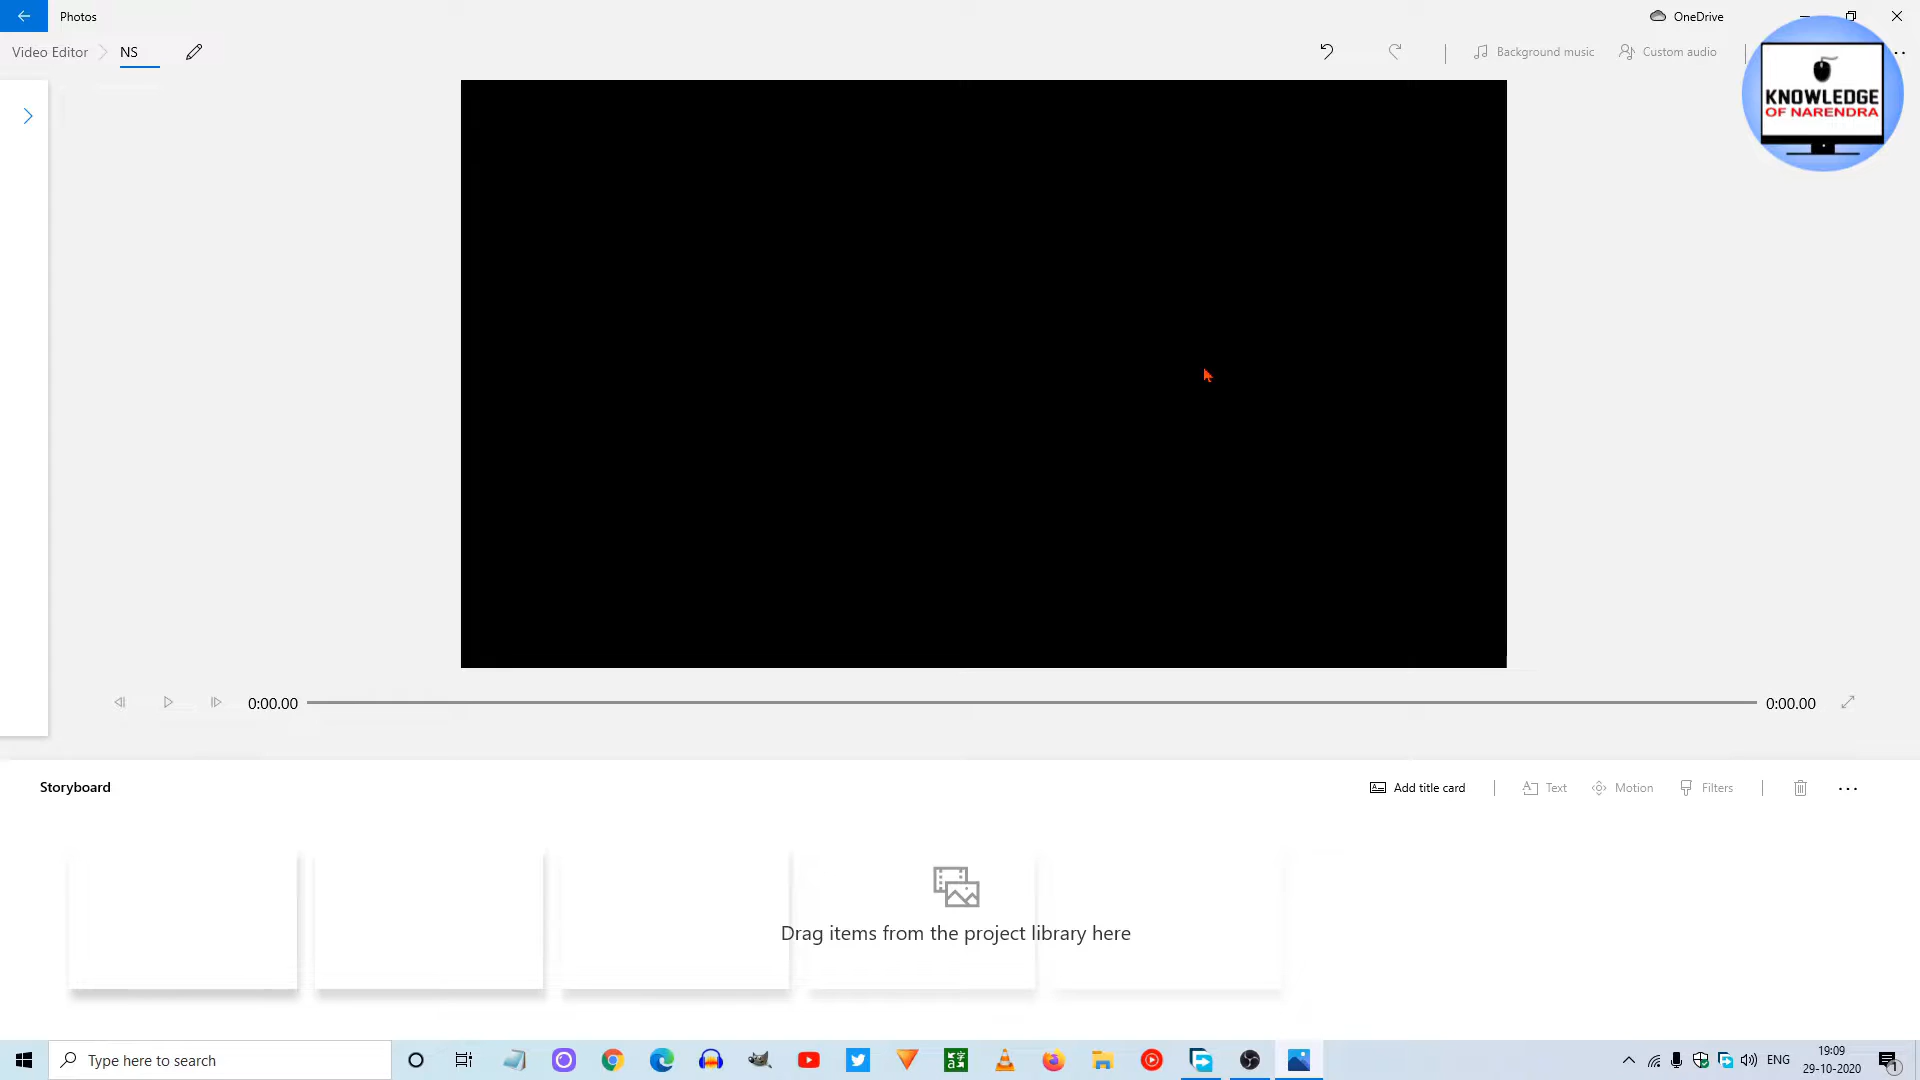 Photos
OneDrive
Video Editor
NS
Background music
Custom audio
KNOWLEDGE
OF NARENDRA
0:00.00
0:00.00
Storyboard
Add title card
Text
Motion
Filters
Drag items from the project library here
Type here to search
ENG
19:09
29-10-2020
1